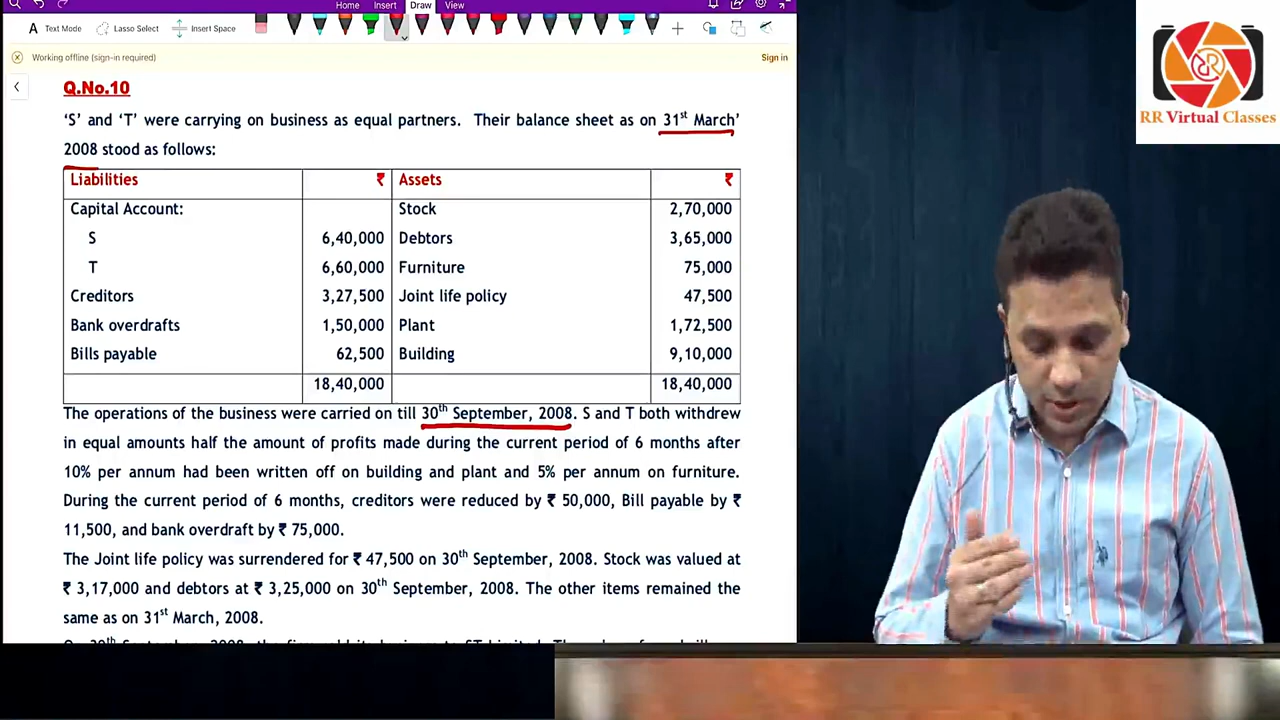 Home Insert Draw View
Text Mode Lasso Select Insert Space
Working offline (sign-in required) Sign in
RR
RR Virtual Classes
Q.No.10
‘S’ and ‘T’ were carrying on business as equal partners. Their balance sheet as on 31st March’
2008 stood as follows:
Liabilities ₹ Assets ₹
Capital Account: Stock 2,70,000
S 6,40,000 Debtors 3,65,000
T 6,60,000 Furniture 75,000
Creditors 3,27,500 Joint life policy 47,500
Bank overdrafts 1,50,000 Plant 1,72,500
Bills payable 62,500 Building 9,10,000
18,40,000 18,40,000
The operations of the business were carried on till 30th September, 2008. S and T both withdrew
in equal amounts half the amount of profits made during the current period of 6 months after
10% per annum had been written off on building and plant and 5% per annum on furniture.
During the current period of 6 months, creditors were reduced by ₹ 50,000, Bill payable by ₹
11,500, and bank overdraft by ₹ 75,000.
The Joint life policy was surrendered for ₹ 47,500 on 30th September, 2008. Stock was valued at
₹ 3,17,000 and debtors at ₹ 3,25,000 on 30th September, 2008. The other items remained the
same as on 31st March, 2008.